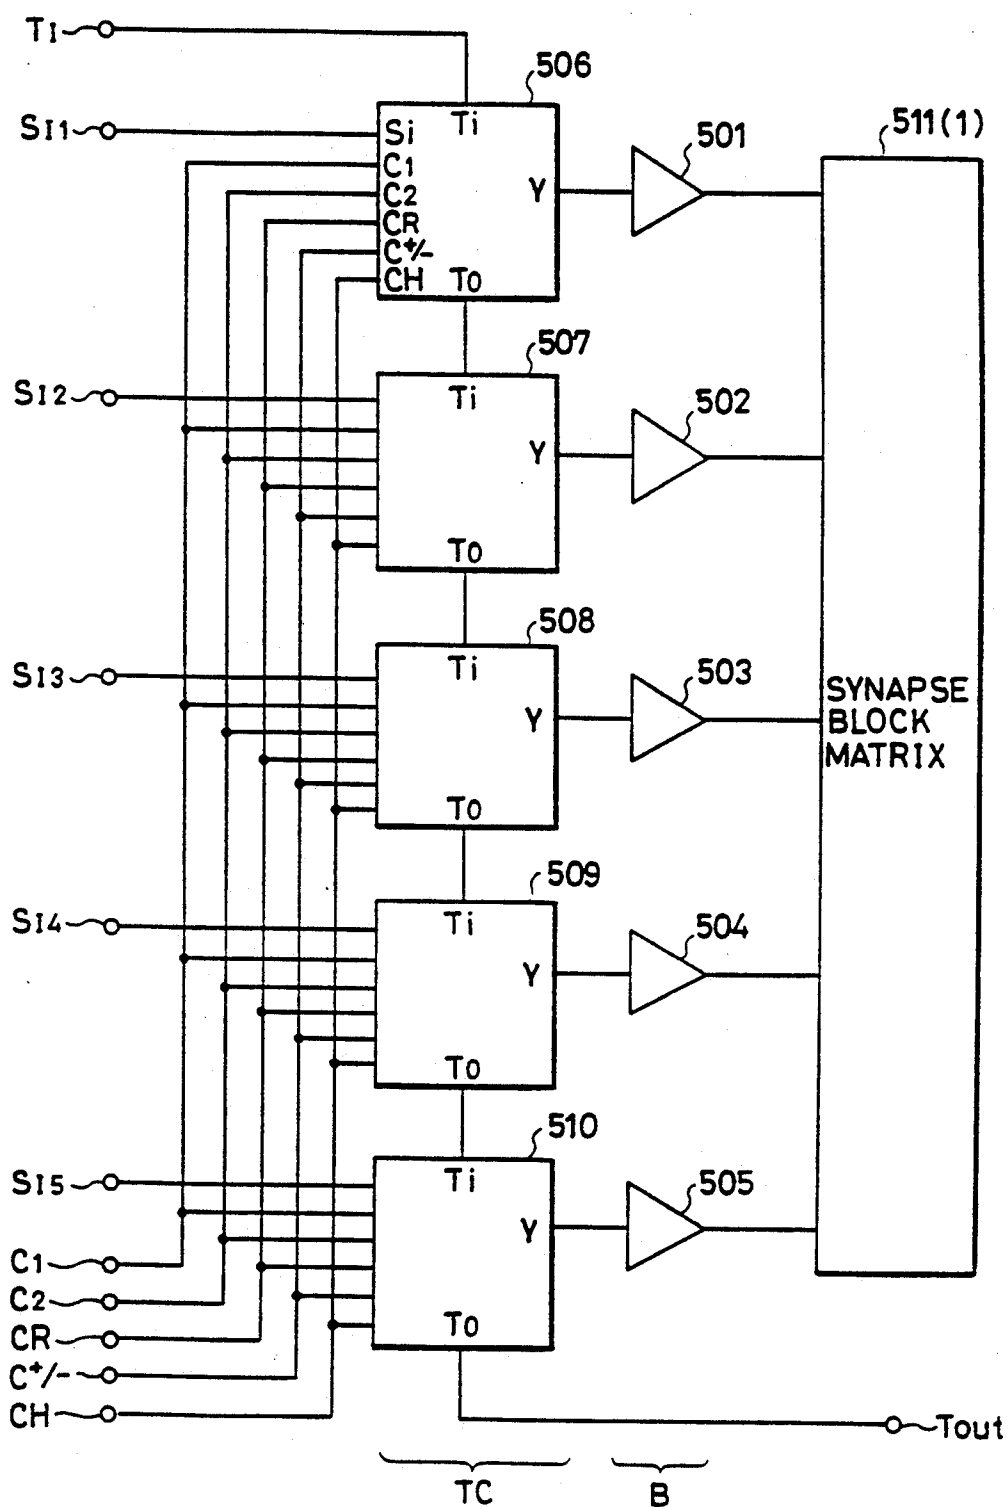 TI
506
SI1
Ti
Si
C1
C2
CR
C+/-
CH
Y
To
501
511(1)
507
SI2
Ti
Y
To
502
508
SI3
Ti
Y
To
503
SYNAPSE
BLOCK
MATRIX
509
SI4
Ti
Y
To
504
510
SI5
Ti
Y
To
505
C1
C2
CR
C+/-
CH
Tout
TC
B